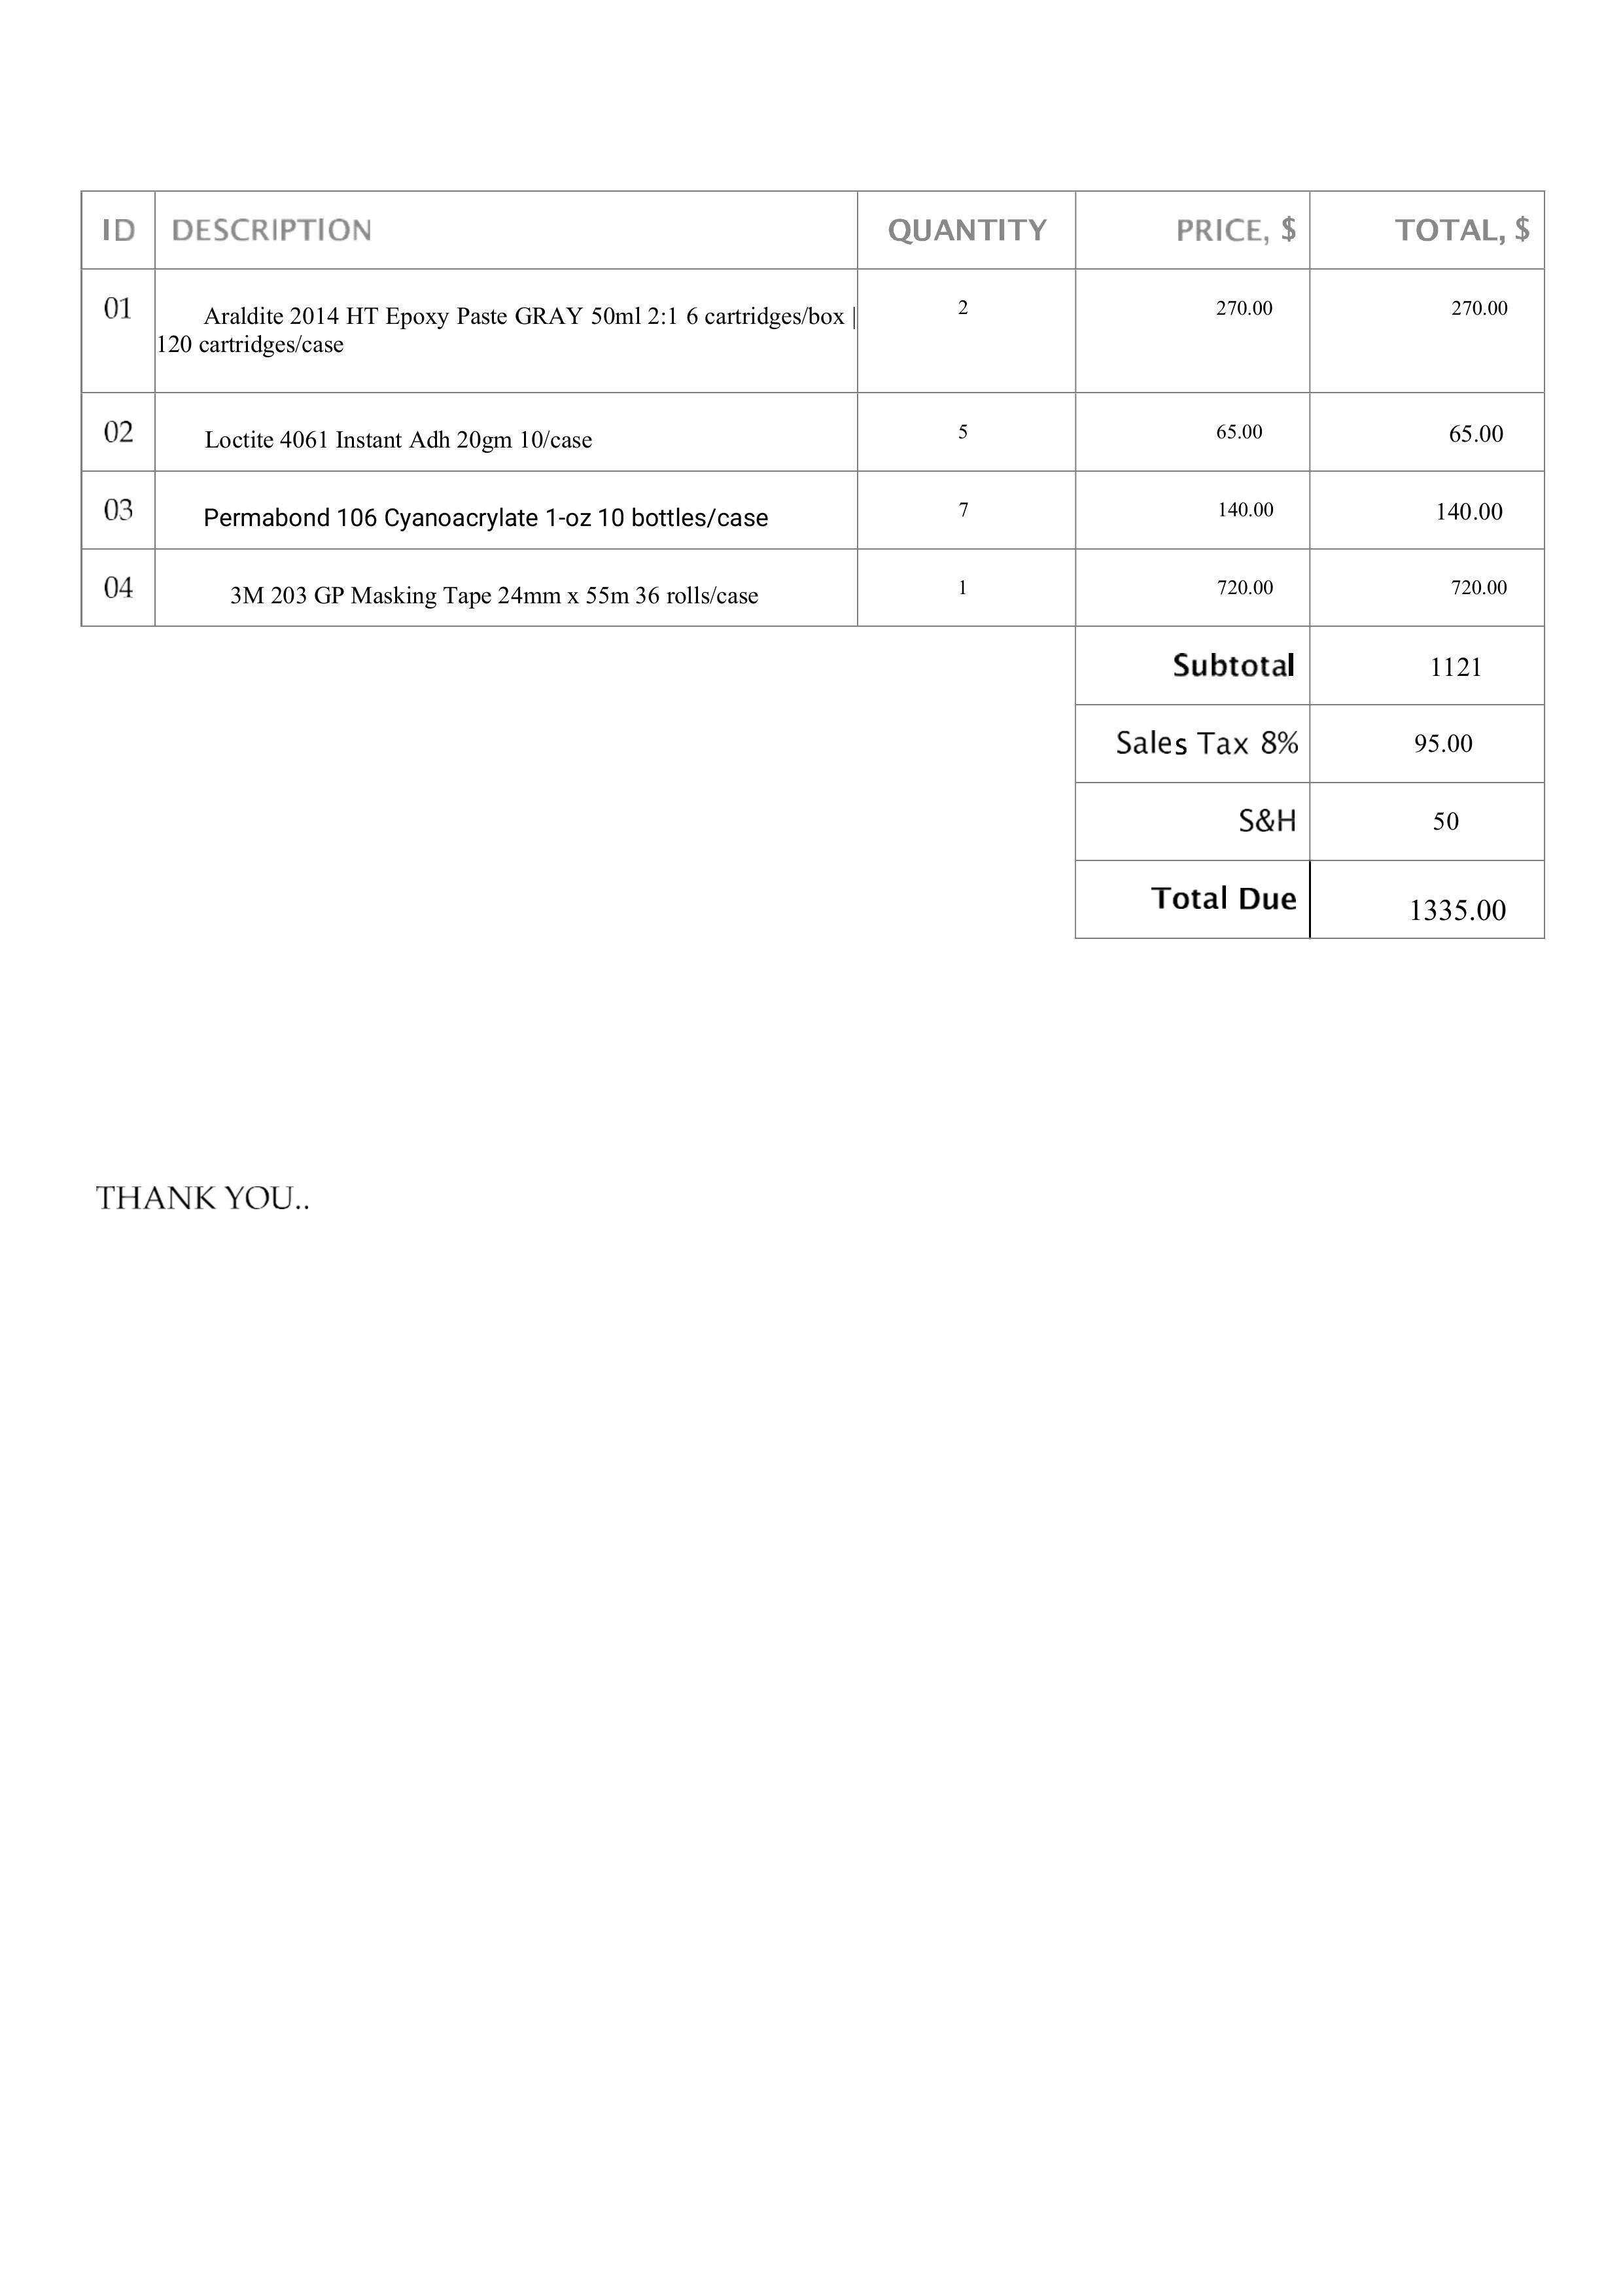 ID DESCRIPTION QUANTITY PRICE, $ TOTAL, $
01 Araldite 2014 HT Epoxy Paste GRAY 50ml 2:1 6 cartridges/box | 2 270.00 270.00
120 cartridges/case
02 Loctite 4061 Instant Adh 20gm 10/case 5 65.00 65.00
03 Permabond 106 Cyanoacrylate 1-oz 10 bottles/case 7 140.00 140.00
04 3M 203 GP Masking Tape 24mm x 55m 36 rolls/case 1 720.00 720.00
Subtotal 1121
Sales Tax 8% 95.00
S&H 50
Total Due 1335.00
THANK YOU..